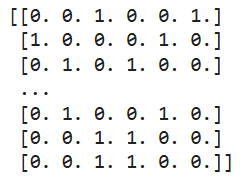 [[0. 0. 1. 0. 0. 1.]
[1. 0. 0. 0. 1. 0.]
[0. 1. 0. 1. 0. 0.]
...
[0. 1. 0. 0. 1. 0.]
[0. 0. 1. 1. 0. 0.]
[0. 0. 1. 1. 0. 0.]]